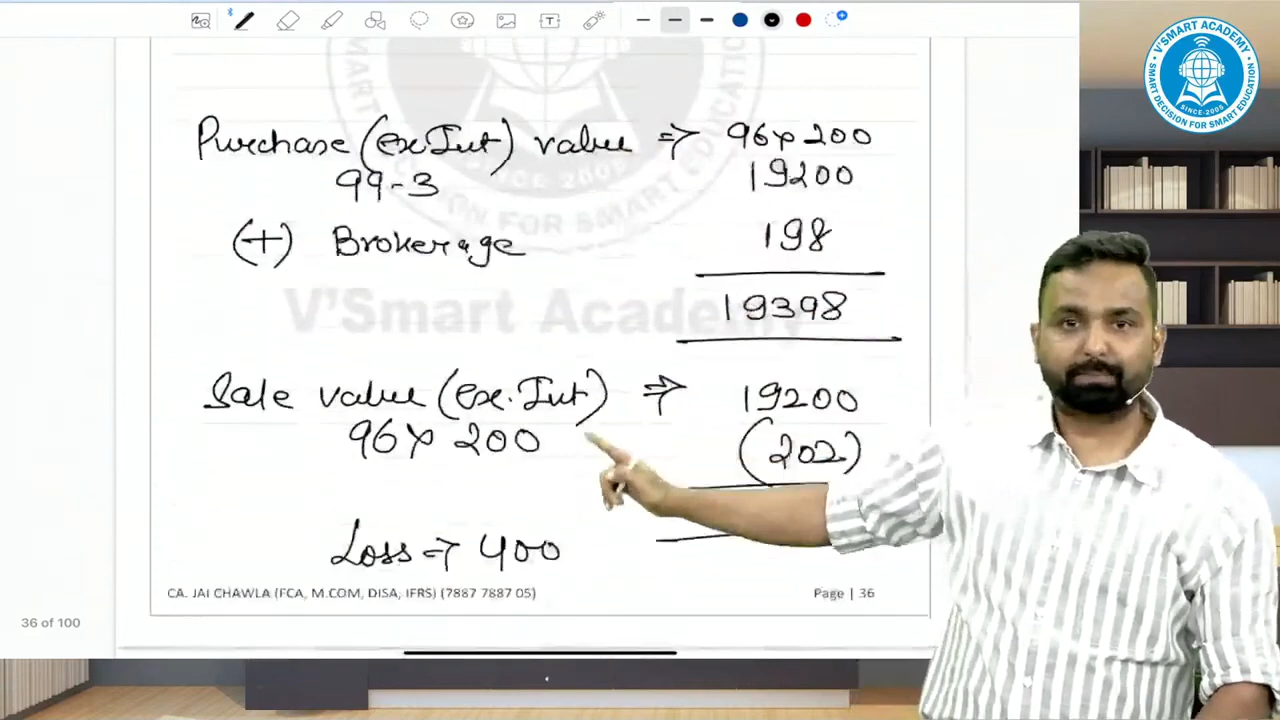 V'SMART ACADEMY
SINCE-2005
SMART DECISION FOR SMART EDUCATION
Purchase (ex.Int) value ⇒ 96 x 200
99-3 19200
(+) Brokerage 198
19398
V'Smart Academy
Sale value (ex.Int) ⇒ 19200
96 x 200 (202)
Loss ⇒ 400
CA. JAI CHAWLA (FCA, M.COM, DISA, IFRS) (7887 7887 05) Page | 36
36 of 100